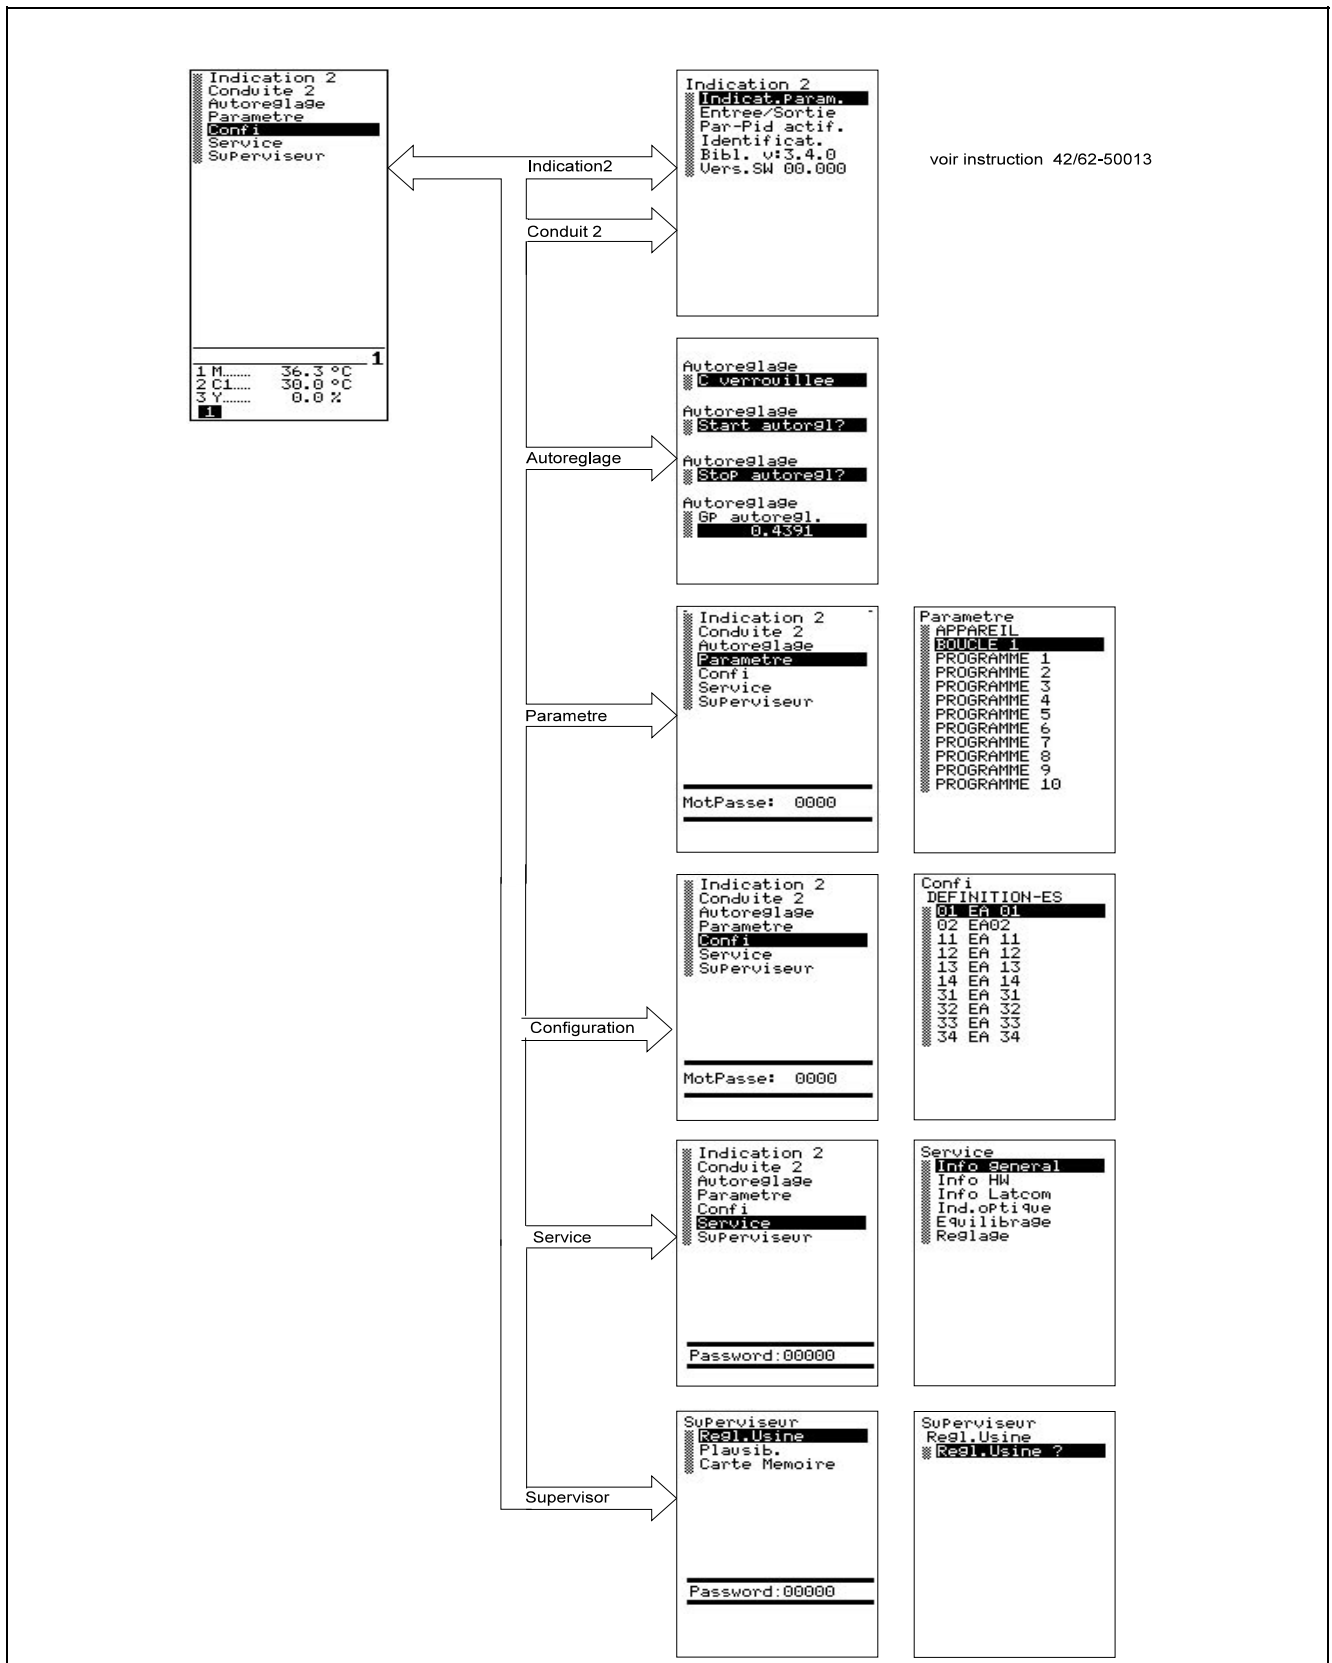 Indication 2
Conduite 2
Autoreglage
Parametre
Confi
Service
Superviseur
1
1 M....... 36.3 °C
2 C1..... 30.0 °C
3 Y........ 0.0 %
1
Indication2
Indication 2
Indicat.Param.
Entree/Sortie
Par-Pid actif.
Identificat.
Bibl. v:3.4.0
Vers.SW 00.000
voir instruction 42/62-50013
Conduit 2
Autoreglage
Autoreglage
C verrouillee
Autoreglage
Start autorgl?
Autoreglage
Stop autoregl?
Autoreglage
GP autoregl.
0.4391
Parametre
Indication 2
Conduite 2
Autoreglage
Parametre
Confi
Service
Superviseur
MotPasse: 0000
Parametre
APPAREIL
BOUCLE 1
PROGRAMME 1
PROGRAMME 2
PROGRAMME 3
PROGRAMME 4
PROGRAMME 5
PROGRAMME 6
PROGRAMME 7
PROGRAMME 8
PROGRAMME 9
PROGRAMME 10
Configuration
Indication 2
Conduite 2
Autoreglage
Parametre
Confi
Service
Superviseur
MotPasse: 0000
Confi
DEFINITION-ES
01 EA 01
02 EA02
11 EA 11
12 EA 12
13 EA 13
14 EA 14
31 EA 31
32 EA 32
33 EA 33
34 EA 34
Service
Indication 2
Conduite 2
Autoreglage
Parametre
Confi
Service
Superviseur
Password:00000
Service
Info general
Info HW
Info Latcom
Ind.optique
Equilibrage
Reglage
Supervisor
Superviseur
Regl.Usine
Plausib.
Carte Memoire
Password:00000
Superviseur
Regl.Usine
Regl.Usine ?